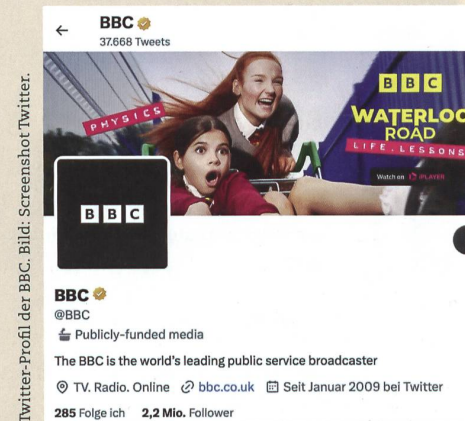 Twitter-Profil der BBC. Bild: Screenshot Twitter.
BBC
37.668 Tweets
PHYSICS
BBC
WATERLOO
ROAD
LIFE.LESSONS
Watch on iPLAYER
BBC
BBC
@BBC
Publicly-funded media
The BBC is the world's leading public service broadcaster
TV. Radio. Online bbc.co.uk Seit Januar 2009 bei Twitter
285 Folge ich 2,2 Mio. Follower